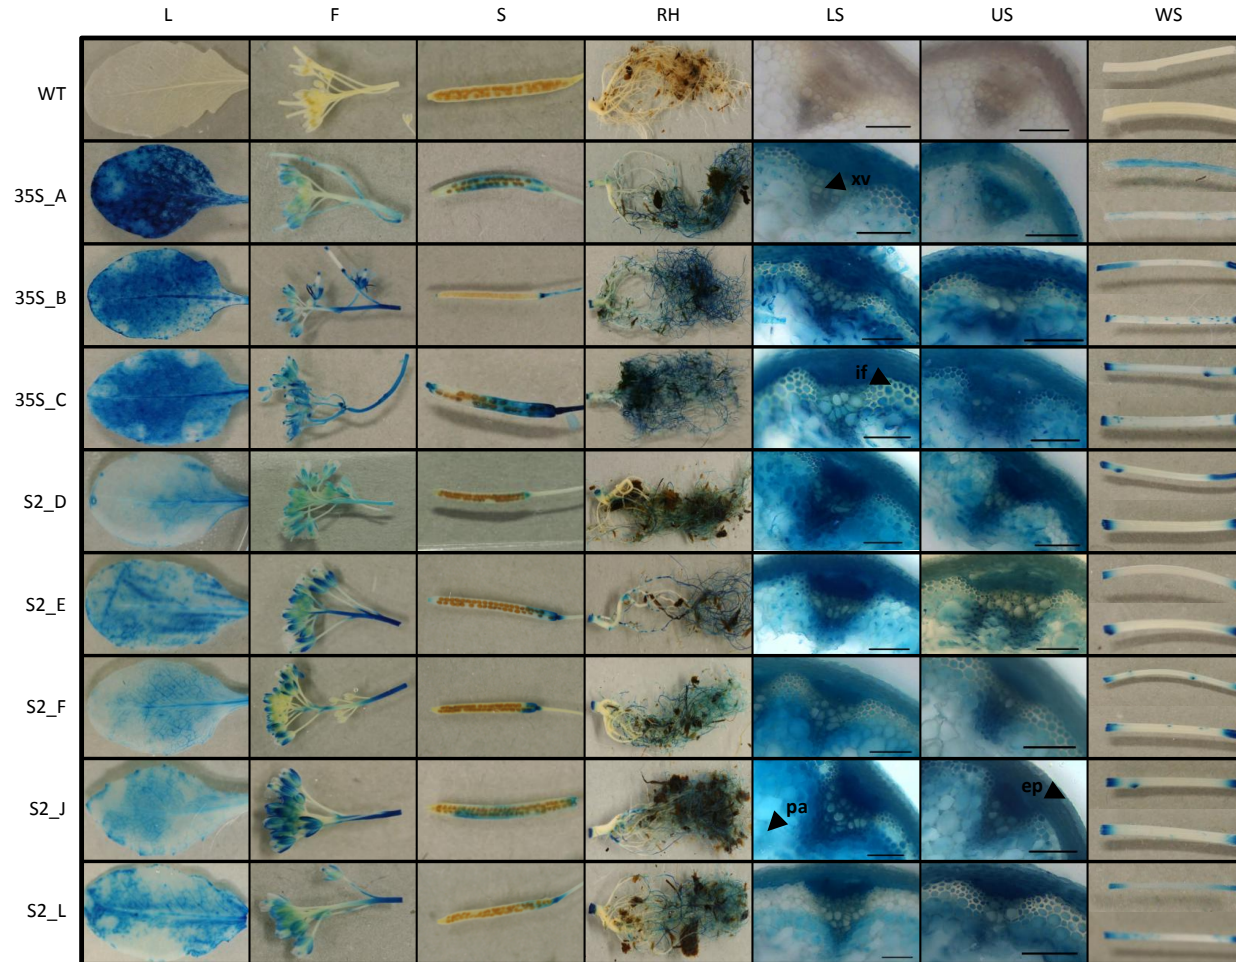 L F S RH LS US WS
WT
35S_A
xv
35S_B
35S_C
if
S2_D
S2_E
S2_F
S2_J
pa
ep
S2_L